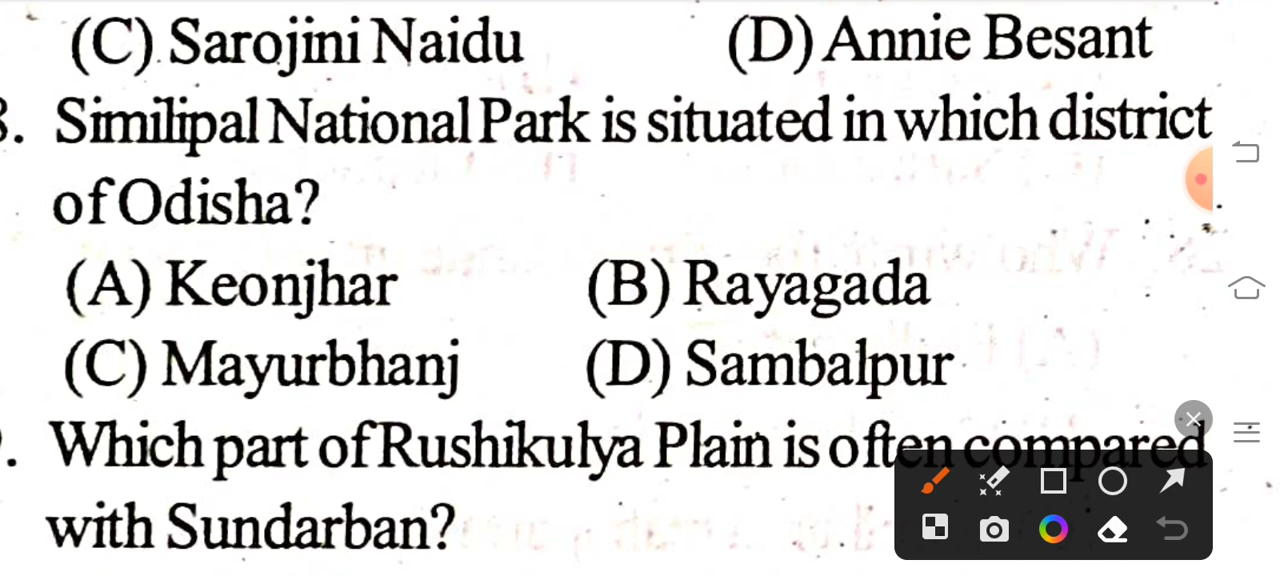 (C) Sarojini Naidu (D) Annie Besant
. Similipal National Park is situated in which district
of Odisha?
(A) Keonjhar (B) Rayagada
(C) Mayurbhanj (D) Sambalpur
. Which part of Rushikulya Plain is often compared
with Sundarban?